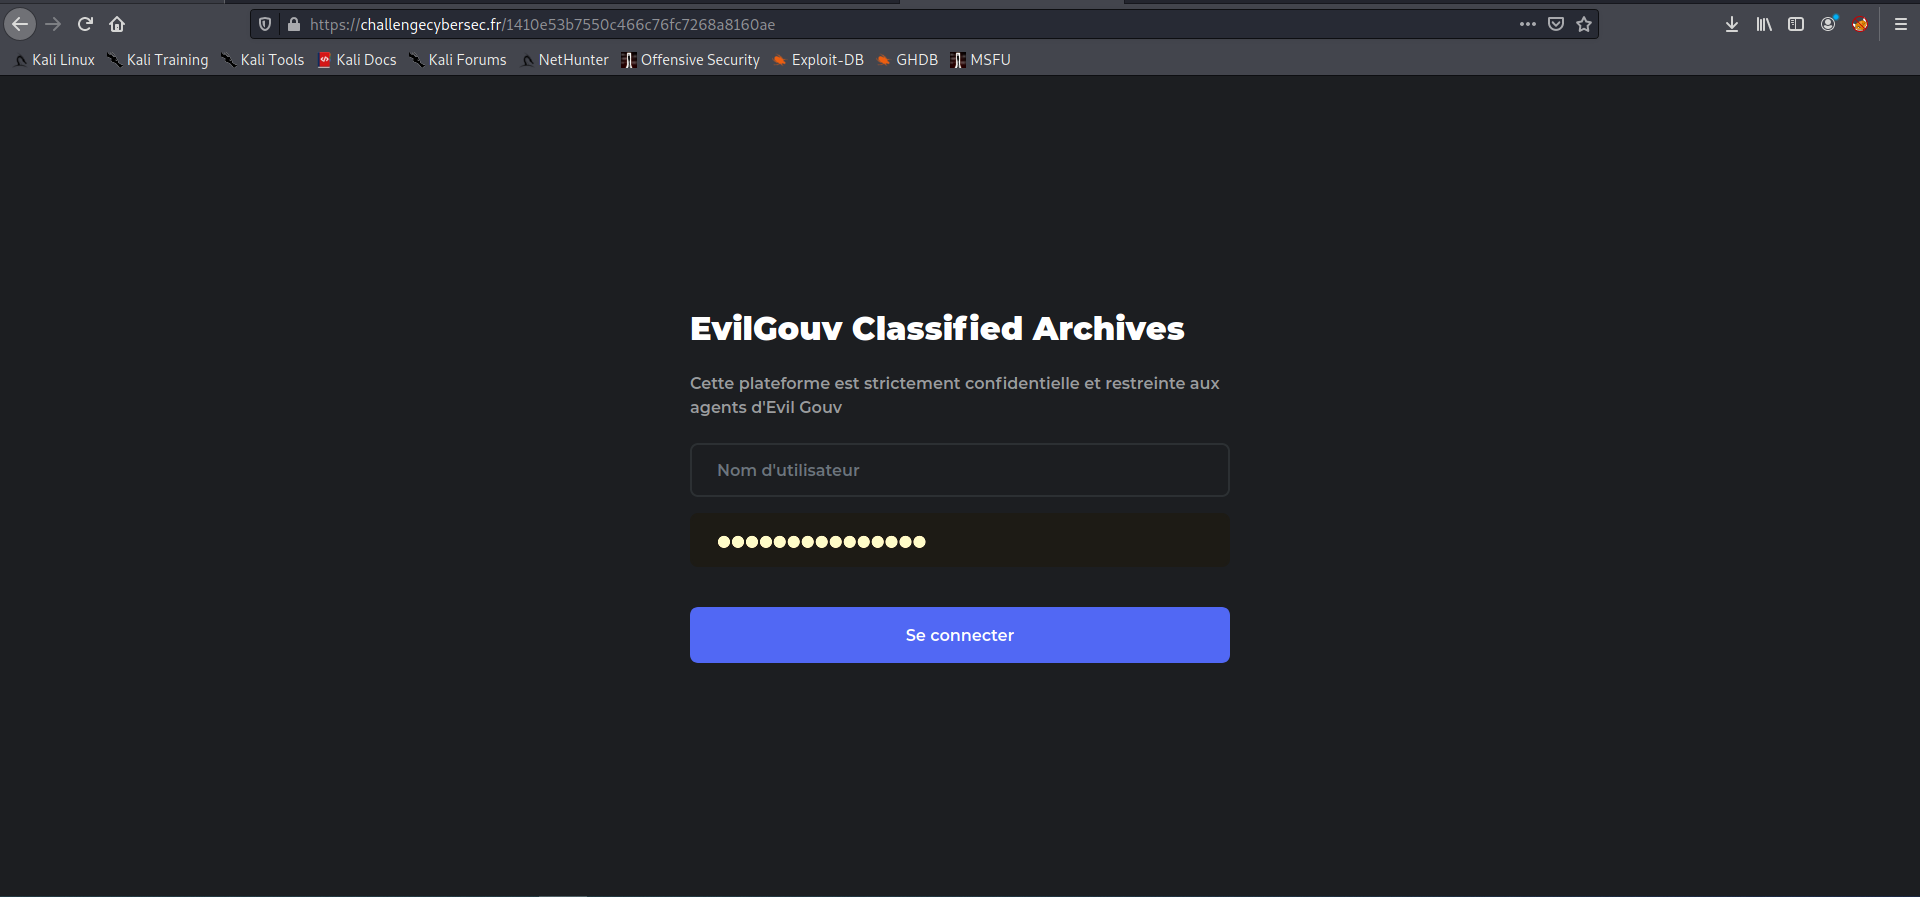 https://challengecybersec.fr/1410e53b7550c466c76fc7268a8160ae
Kali Linux Kali Training Kali Tools Kali Docs Kali Forums NetHunter Offensive Security Exploit-DB GHDB MSFU
EvilGouv Classified Archives
Cette plateforme est strictement confidentielle et restreinte aux
agents d'Evil Gouv
Nom d'utilisateur
Se connecter